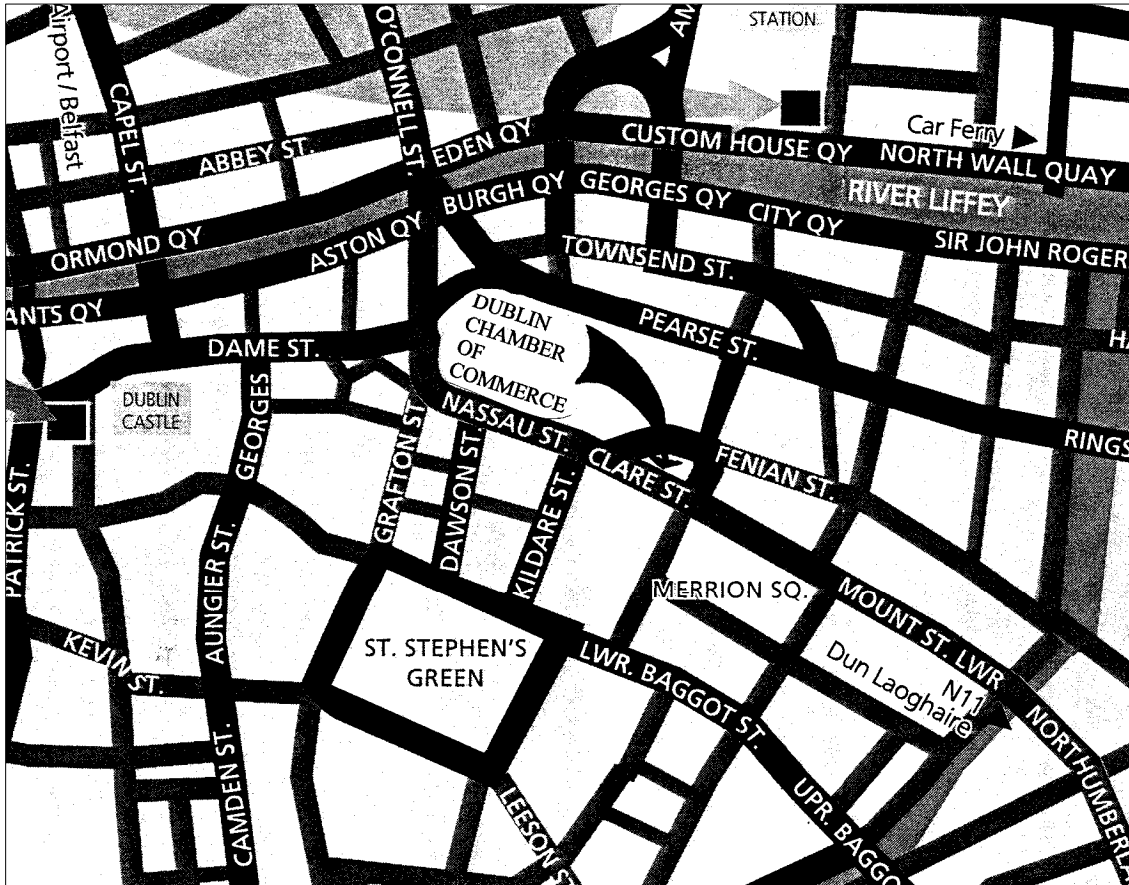 Airport / Belfast
CAPEL ST.
O'CONNELL ST.
AM
STATION
ABBEY ST.
EDEN QY
CUSTOM HOUSE QY
Car Ferry
NORTH WALL QUAY
ORMOND QY
ASTON QY
BURGH QY
GEORGES QY
CITY QY
RIVER LIFFEY
SIR JOHN ROGER
ANTS QY
TOWNSEND ST.
DAME ST.
DUBLIN
CHAMBER
OF
COMMERCE
PEARSE ST.
HA
DUBLIN
CASTLE
GEORGES
GRAFTON ST.
NASSAU ST.
DAWSON ST.
KILDARE ST.
CLARE ST.
FENIAN ST.
RINGS
PATRICK ST.
AUNGIER ST.
KEVIN ST.
ST. STEPHEN'S
GREEN
MERRION SQ.
MOUNT ST. LWR
LWR. BAGGOT ST.
N11
Dun Laoghaire
NORTHUMBERLA
CAMDEN ST.
LEESON ST
UPR. BAGGO